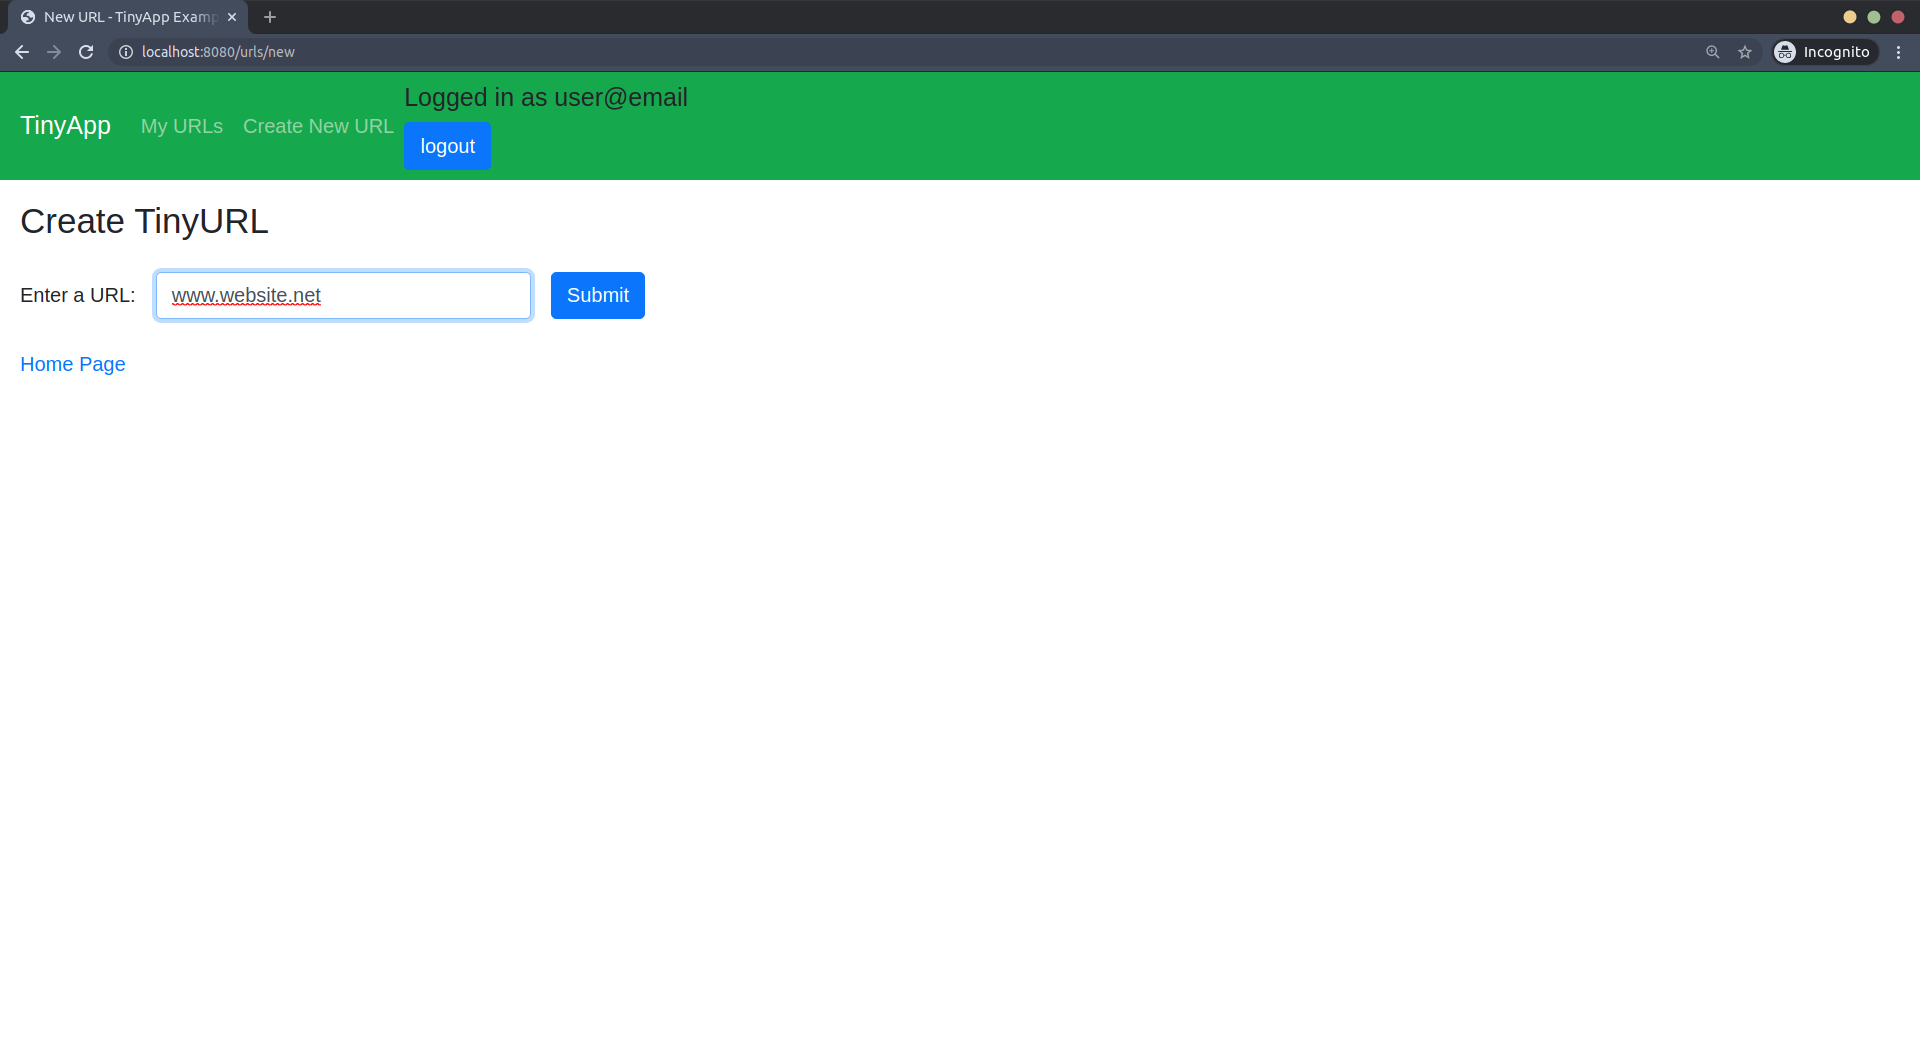 New URL - TinyApp Examp
localhost:8080/urls/new
Incognito
TinyApp My URLs Create New URL
Logged in as user@email
logout
Create TinyURL
Enter a URL: www.website.net Submit
Home Page